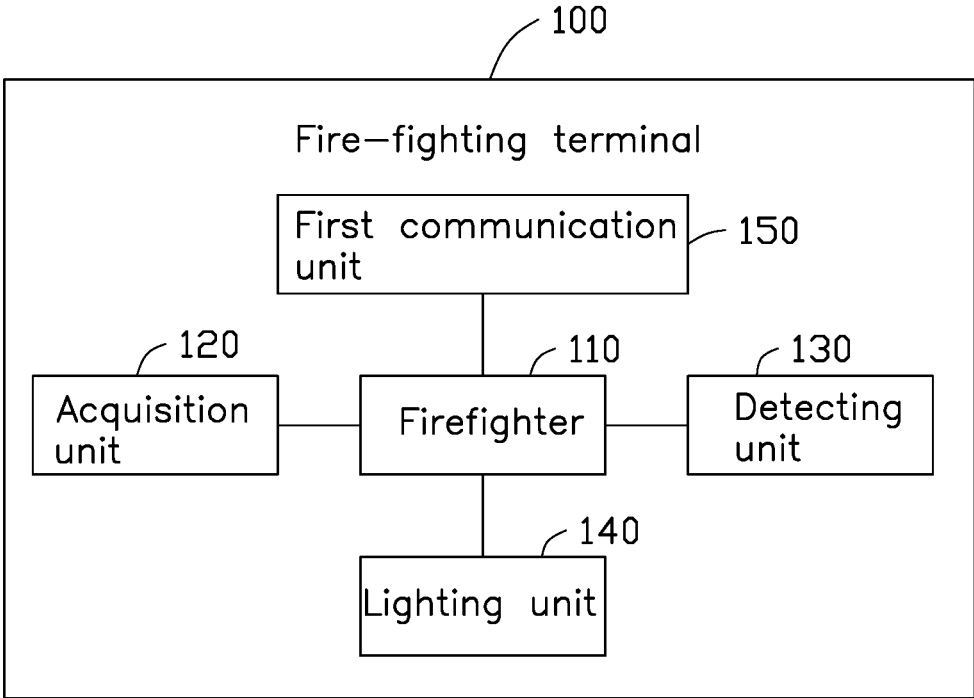 100
Fire-fighting terminal
First communication
unit
150
120
110
130
Acquisition
unit
Firefighter
Detecting
unit
140
Lighting unit